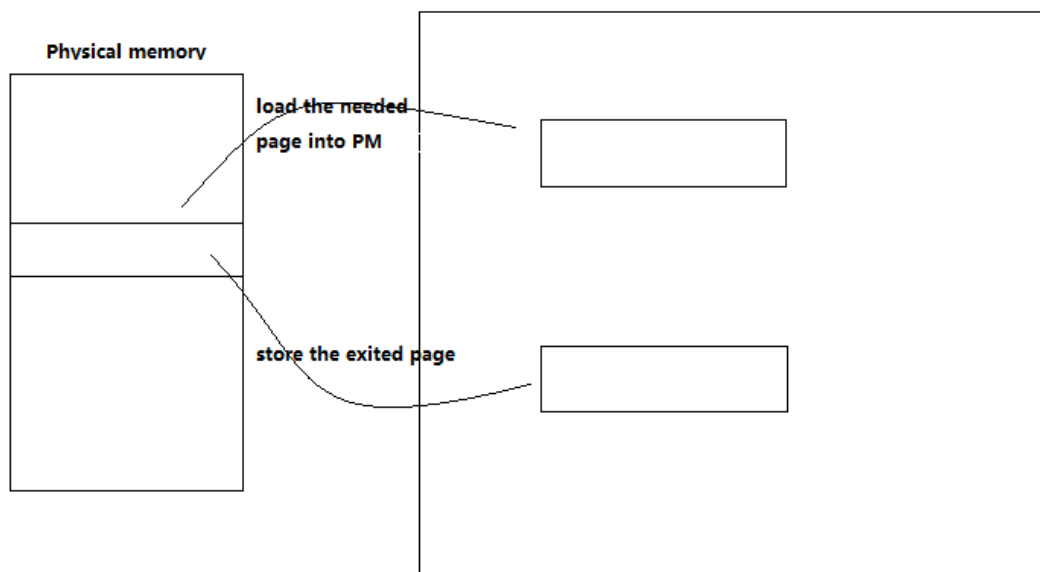 Physical memory
load the needed
page into PM
store the exited page